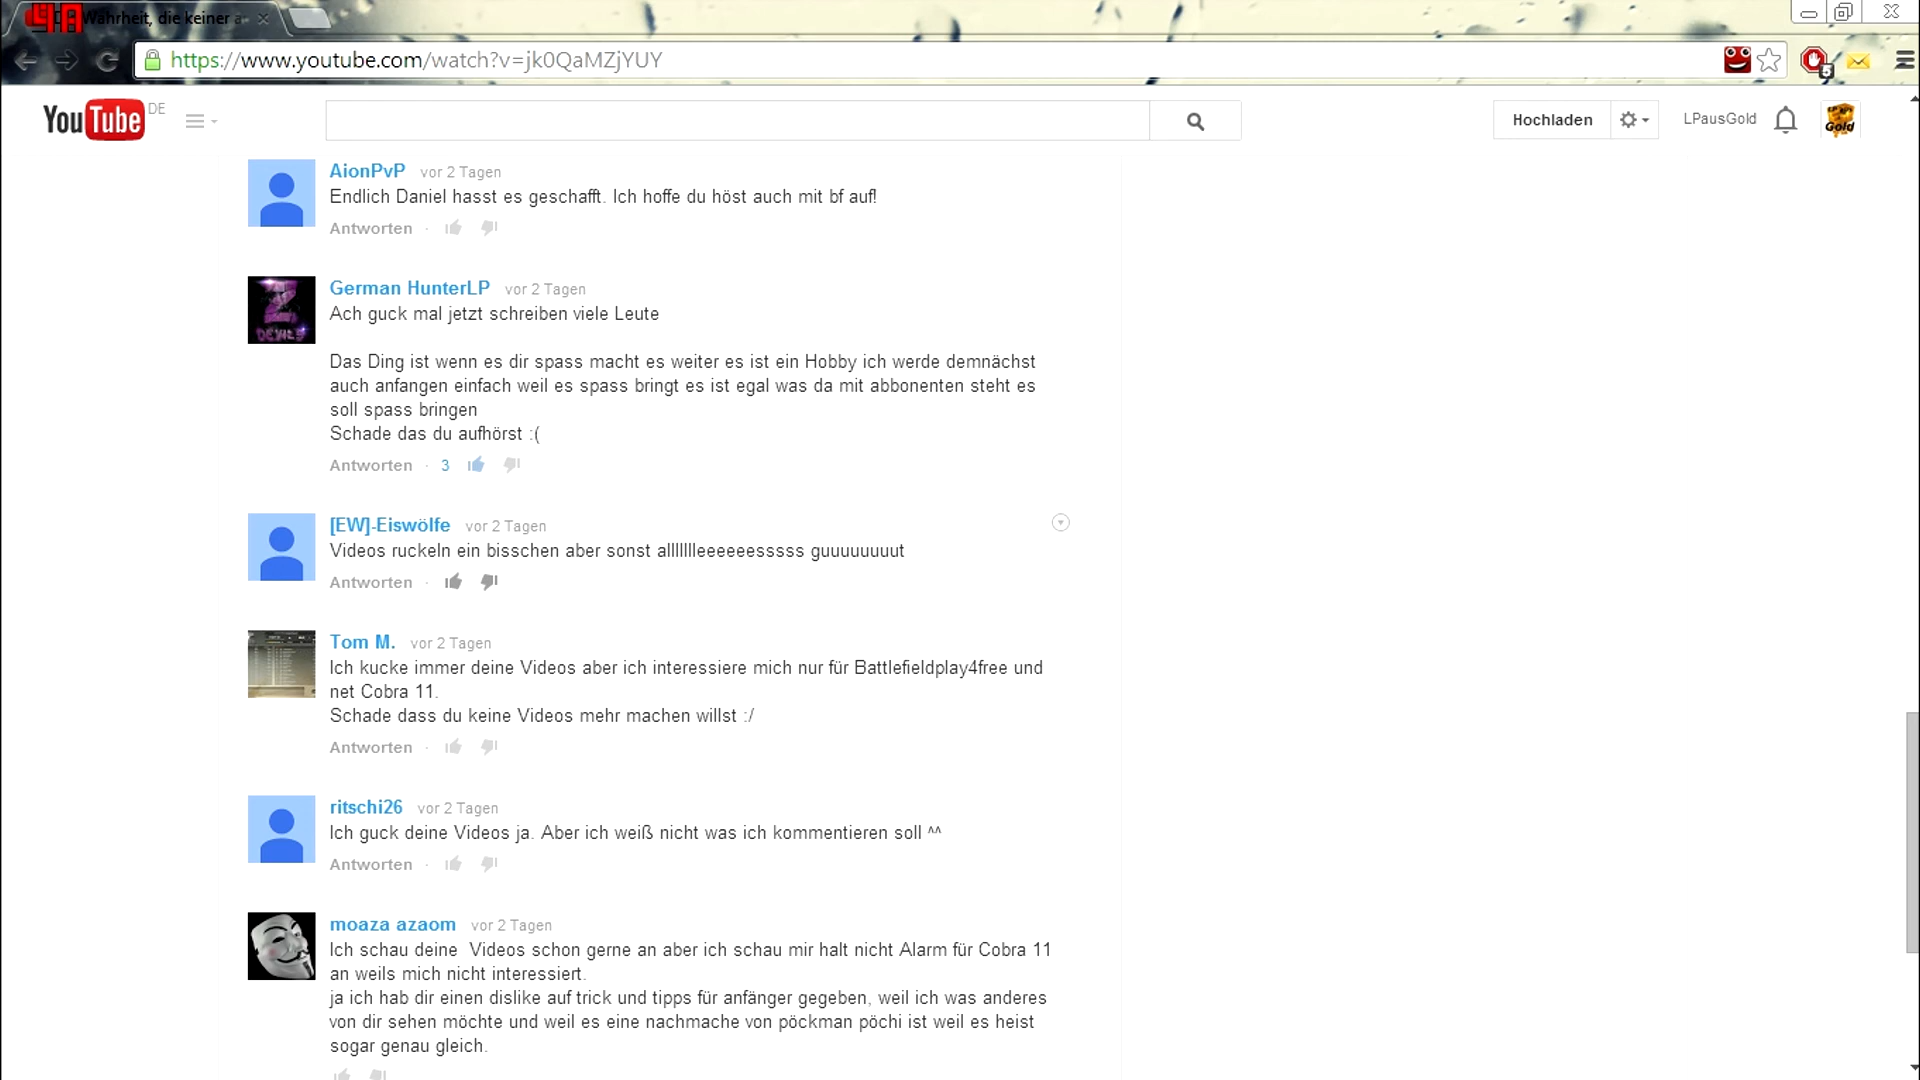 Wahrheit, die keiner a
https://www.youtube.com/watch?v=jk0QaMZjYUY
5
YouTube DE
Hochladen
LPausGold
Gold
AionPvP vor 2 Tagen
Endlich Daniel hasst es geschafft. Ich hoffe du höst auch mit bf auf!
Antworten ·
German HunterLP vor 2 Tagen
Ach guck mal jetzt schreiben viele Leute
Das Ding ist wenn es dir spass macht es weiter es ist ein Hobby ich werde demnächst
auch anfangen einfach weil es spass bringt es ist egal was da mit abbonenten steht es
soll spass bringen
Schade das du aufhörst :(
Antworten · 3
[EW]-Eiswölfe vor 2 Tagen
Videos ruckeln ein bisschen aber sonst allllllleeeeeesssss guuuuuuuut
Antworten ·
Tom M. vor 2 Tagen
Ich kucke immer deine Videos aber ich interessiere mich nur für Battlefieldplay4free und
net Cobra 11.
Schade dass du keine Videos mehr machen willst :/
Antworten ·
ritschi26 vor 2 Tagen
Ich guck deine Videos ja. Aber ich weiß nicht was ich kommentieren soll ^^
Antworten ·
moaza azaom vor 2 Tagen
Ich schau deine  Videos schon gerne an aber ich schau mir halt nicht Alarm für Cobra 11
an weils mich nicht interessiert.
ja ich hab dir einen dislike auf trick und tipps für anfänger gegeben, weil ich was anderes
von dir sehen möchte und weil es eine nachmache von pöckman pöchi ist weil es heist
sogar genau gleich.